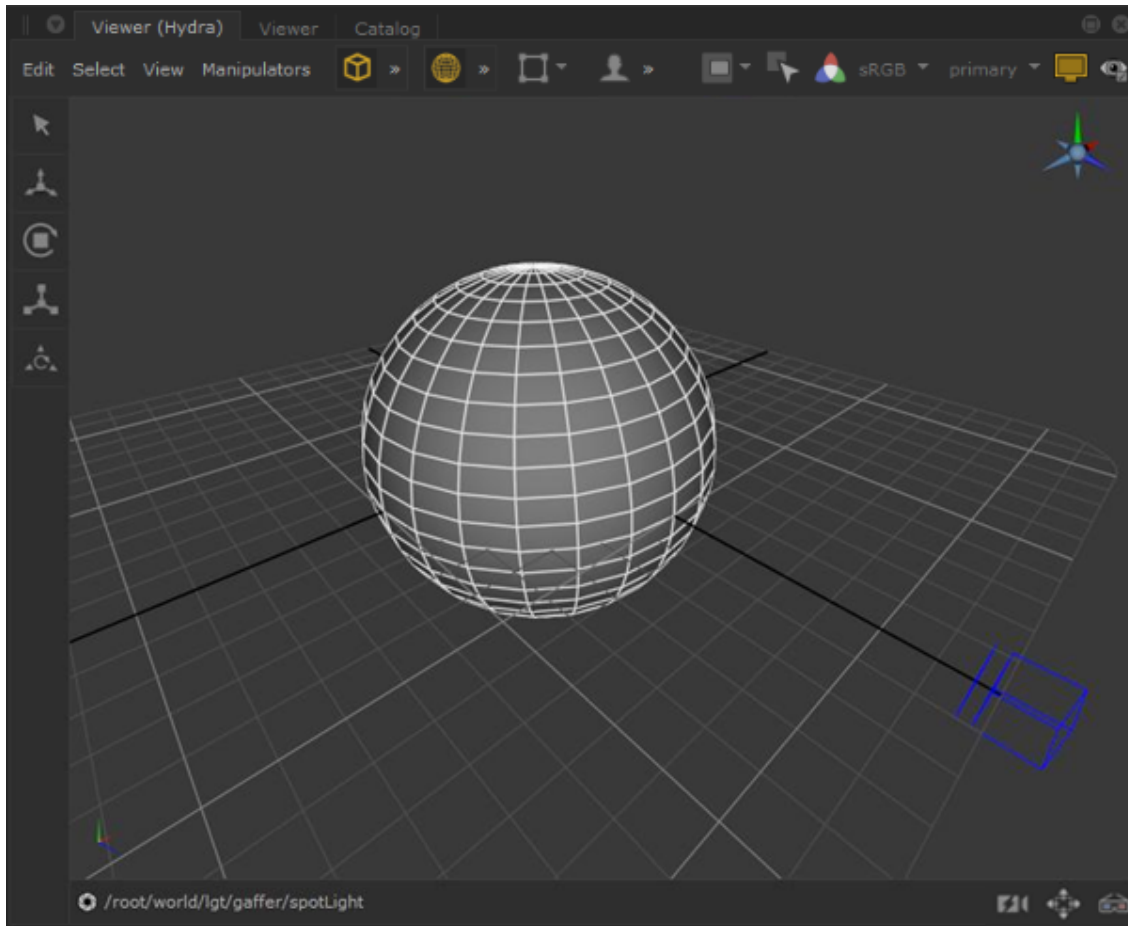 Viewer (Hydra) Viewer Catalog
Edit Select View Manipulators » » » sRGB primary
/root/world/lgt/gaffer/spotLight